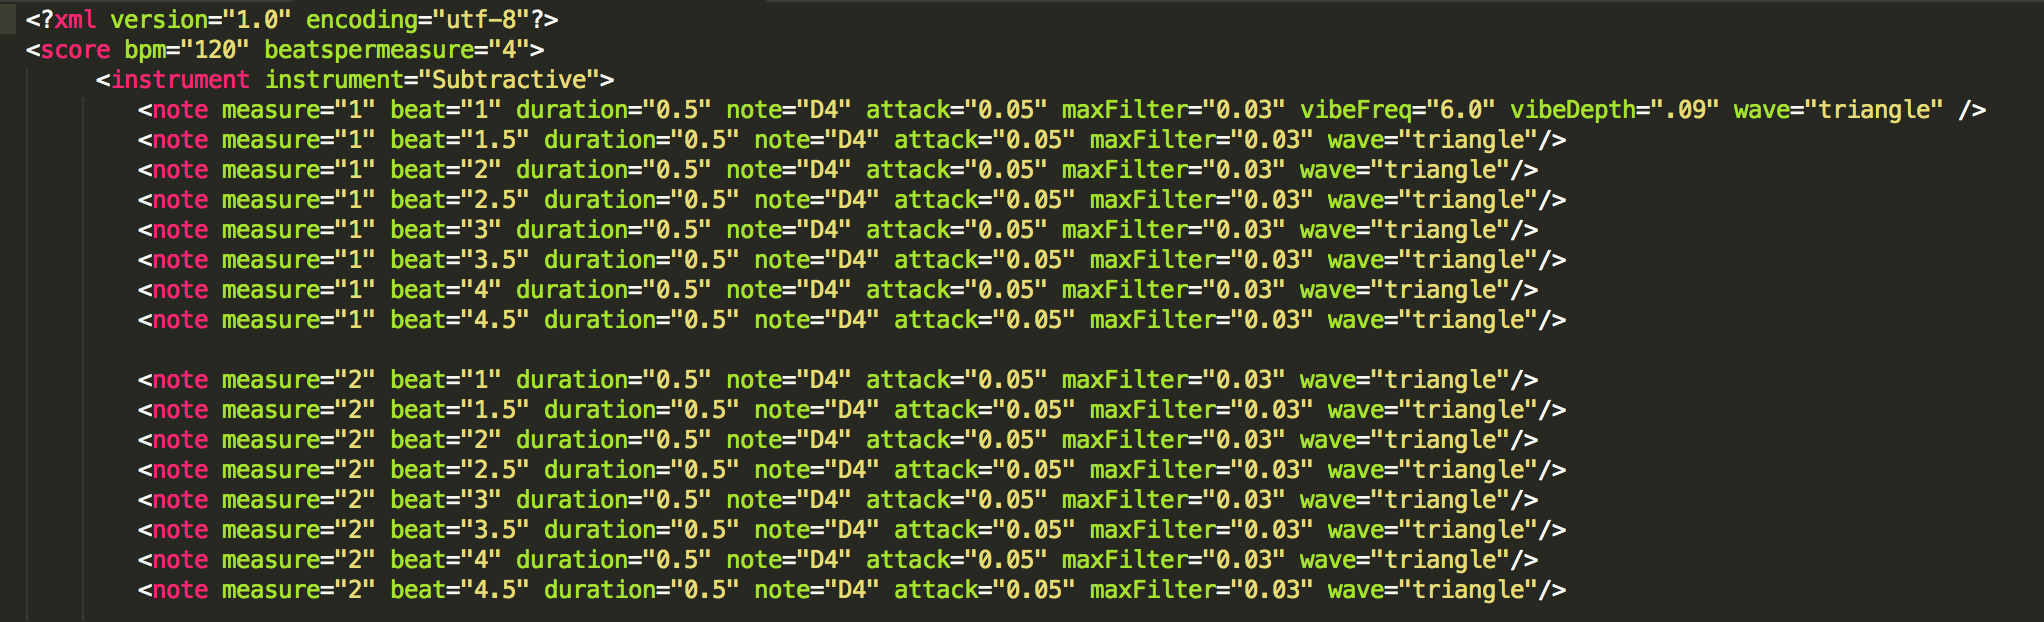 <?xml version="1.0" encoding="utf-8"?>
<score bpm="120" beatspermeasure="4">
<instrument instrument="Subtractive">
<note measure="1" beat="1" duration="0.5" note="D4" attack="0.05" maxFilter="0.03" vibeFreq="6.0" vibeDepth=".09" wave="triangle" />
<note measure="1" beat="1.5" duration="0.5" note="D4" attack="0.05" maxFilter="0.03" wave="triangle"/>
<note measure="1" beat="2" duration="0.5" note="D4" attack="0.05" maxFilter="0.03" wave="triangle"/>
<note measure="1" beat="2.5" duration="0.5" note="D4" attack="0.05" maxFilter="0.03" wave="triangle"/>
<note measure="1" beat="3" duration="0.5" note="D4" attack="0.05" maxFilter="0.03" wave="triangle"/>
<note measure="1" beat="3.5" duration="0.5" note="D4" attack="0.05" maxFilter="0.03" wave="triangle"/>
<note measure="1" beat="4" duration="0.5" note="D4" attack="0.05" maxFilter="0.03" wave="triangle"/>
<note measure="1" beat="4.5" duration="0.5" note="D4" attack="0.05" maxFilter="0.03" wave="triangle"/>
<note measure="2" beat="1" duration="0.5" note="D4" attack="0.05" maxFilter="0.03" wave="triangle"/>
<note measure="2" beat="1.5" duration="0.5" note="D4" attack="0.05" maxFilter="0.03" wave="triangle"/>
<note measure="2" beat="2" duration="0.5" note="D4" attack="0.05" maxFilter="0.03" wave="triangle"/>
<note measure="2" beat="2.5" duration="0.5" note="D4" attack="0.05" maxFilter="0.03" wave="triangle"/>
<note measure="2" beat="3" duration="0.5" note="D4" attack="0.05" maxFilter="0.03" wave="triangle"/>
<note measure="2" beat="3.5" duration="0.5" note="D4" attack="0.05" maxFilter="0.03" wave="triangle"/>
<note measure="2" beat="4" duration="0.5" note="D4" attack="0.05" maxFilter="0.03" wave="triangle"/>
<note measure="2" beat="4.5" duration="0.5" note="D4" attack="0.05" maxFilter="0.03" wave="triangle"/>